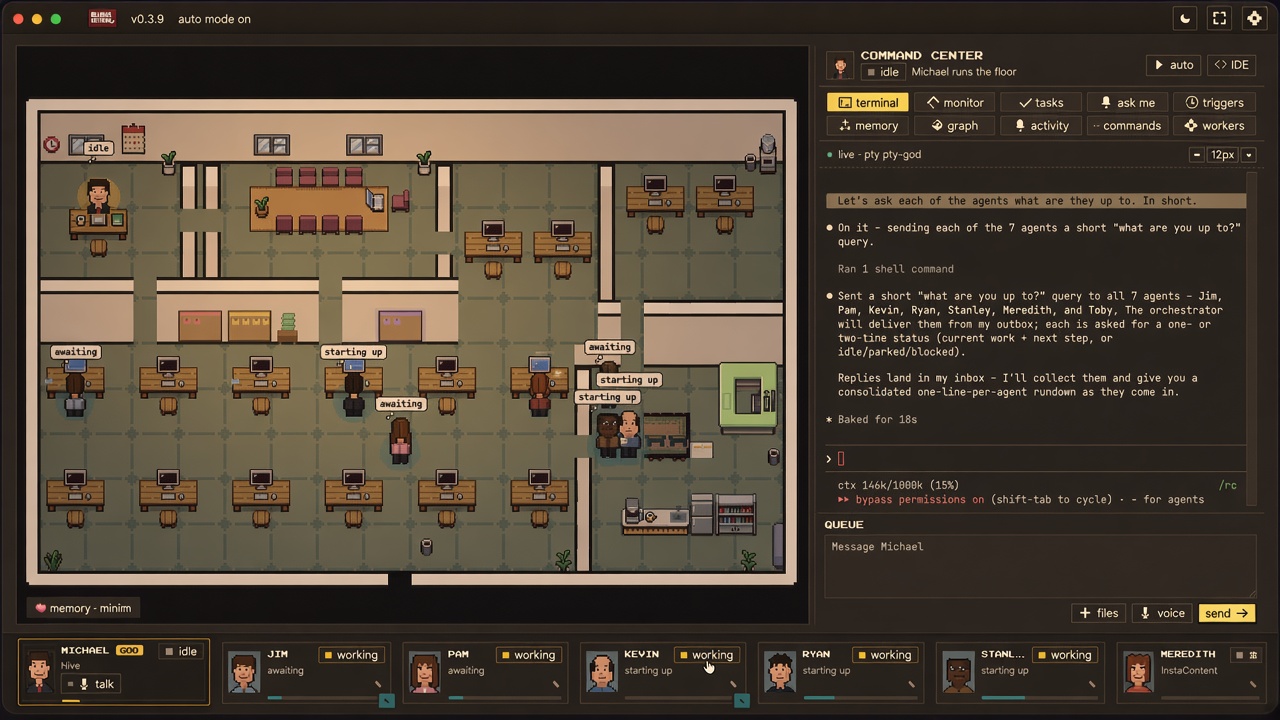 v0.3.9
auto mode on
COMMAND CENTER
idle
Michael runs the floor
auto
<> IDE
terminal
monitor
tasks
ask me
triggers
memory
graph
activity
commands
workers
live - pty pty-god
12px
Let's ask each of the agents what are they up to. In short.
On it - sending each of the 7 agents a short "what are you up to?"
query.
Ran 1 shell command
Sent a short "what are you up to?" query to all 7 agents - Jim,
Pam, Kevin, Ryan, Stanley, Meredith, and Toby, The orchestrator
will deliver them from my outbox; each is asked for a one- or
two-tine status (current work + next step, or
idle/parked/blocked).
Replies land in my inbox - I'll collect them and give you a
consolidated one-line-per-agent rundown as they come in.
* Baked for 18s
ctx 146k/1000k (15%)
/rc
bypass permissions on (shift-tab to cycle) · - for agents
QUEUE
Message Michael
+ files
voice
send →
idle
awaiting
starting up
awaiting
awaiting
starting up
starting up
memory - minim
MICHAEL
GOO
idle
Hive
talk
JIM
working
awaiting
PAM
working
awaiting
KEVIN
working
starting up
RYAN
working
starting up
STANL...
working
starting up
MEREDITH
InstaContent